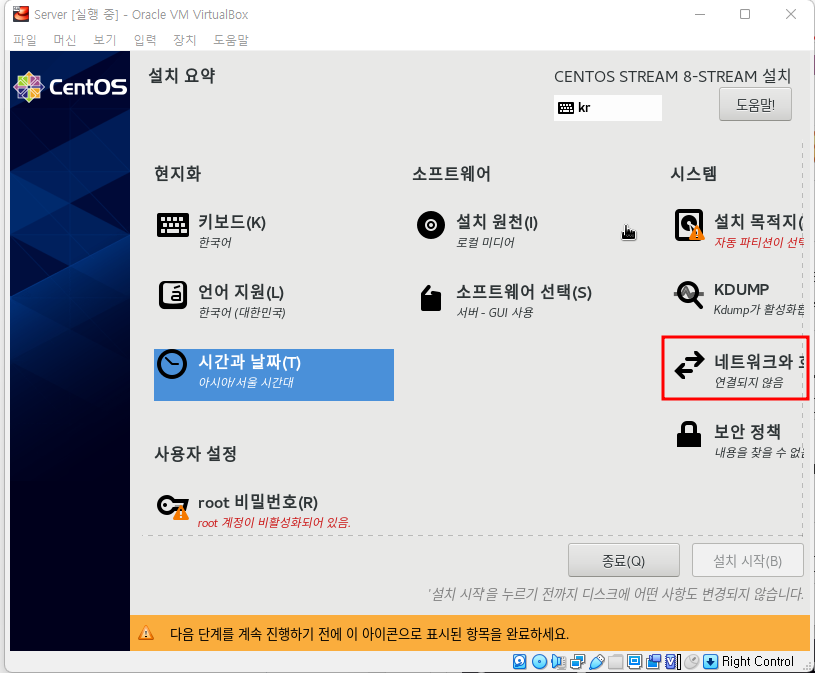 Server [실행 중] - Oracle VM VirtualBox
파일 머신 보기 입력 장치 도움말
CentOS
설치 요약
CENTOS STREAM 8-STREAM 설치
kr
도움말!
현지화
키보드(K)
한국어
언어 지원(L)
한국어 (대한민국)
시간과 날짜(T)
아시아/서울 시간대
소프트웨어
설치 원천(I)
로컬 미디어
소프트웨어 선택(S)
서버 - GUI 사용
시스템
설치 목적지(
자동 파티션이 선택
KDUMP
Kdump가 활성화
네트워크와
연결되지 않음
보안 정책
내용을 찾을 수 없
사용자 설정
root 비밀번호(R)
root 계정이 비활성화되어 있음.
종료(Q)
설치 시작(B)
'설치 시작'을 누르기 전까지 디스크에 어떤 사항도 변경되지 않습니다.
다음 단계를 계속 진행하기 전에 이 아이콘으로 표시된 항목을 완료하세요.
Right Control